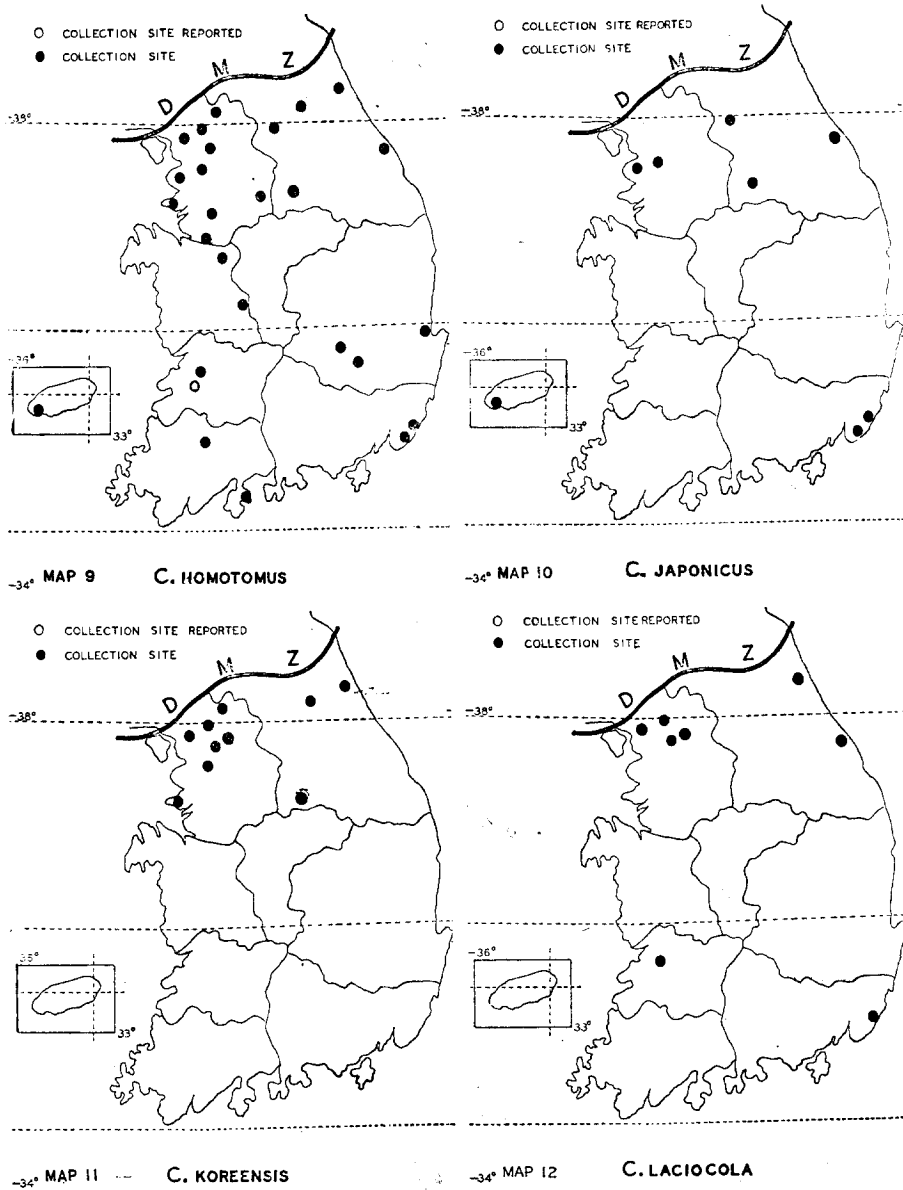 ○ COLLECTION SITE REPORTED
● COLLECTION SITE
D M Z
-38°
-36°
33°
-34° MAP 9 C. HOMOTOMUS
○ COLLECTION SITE REPORTED
● COLLECTION SITE
D M Z
-38°
-36°
33°
-34° MAP 10 C. JAPONICUS
○ COLLECTION SITE REPORTED
● COLLECTION SITE
D M Z
-38°
35°
33°
-34° MAP 11 C. KOREENSIS
○ COLLECTION SITE REPORTED
● COLLECTION SITE
D M Z
-38°
-36°
33°
-34° MAP 12 C. LACIOCOLA